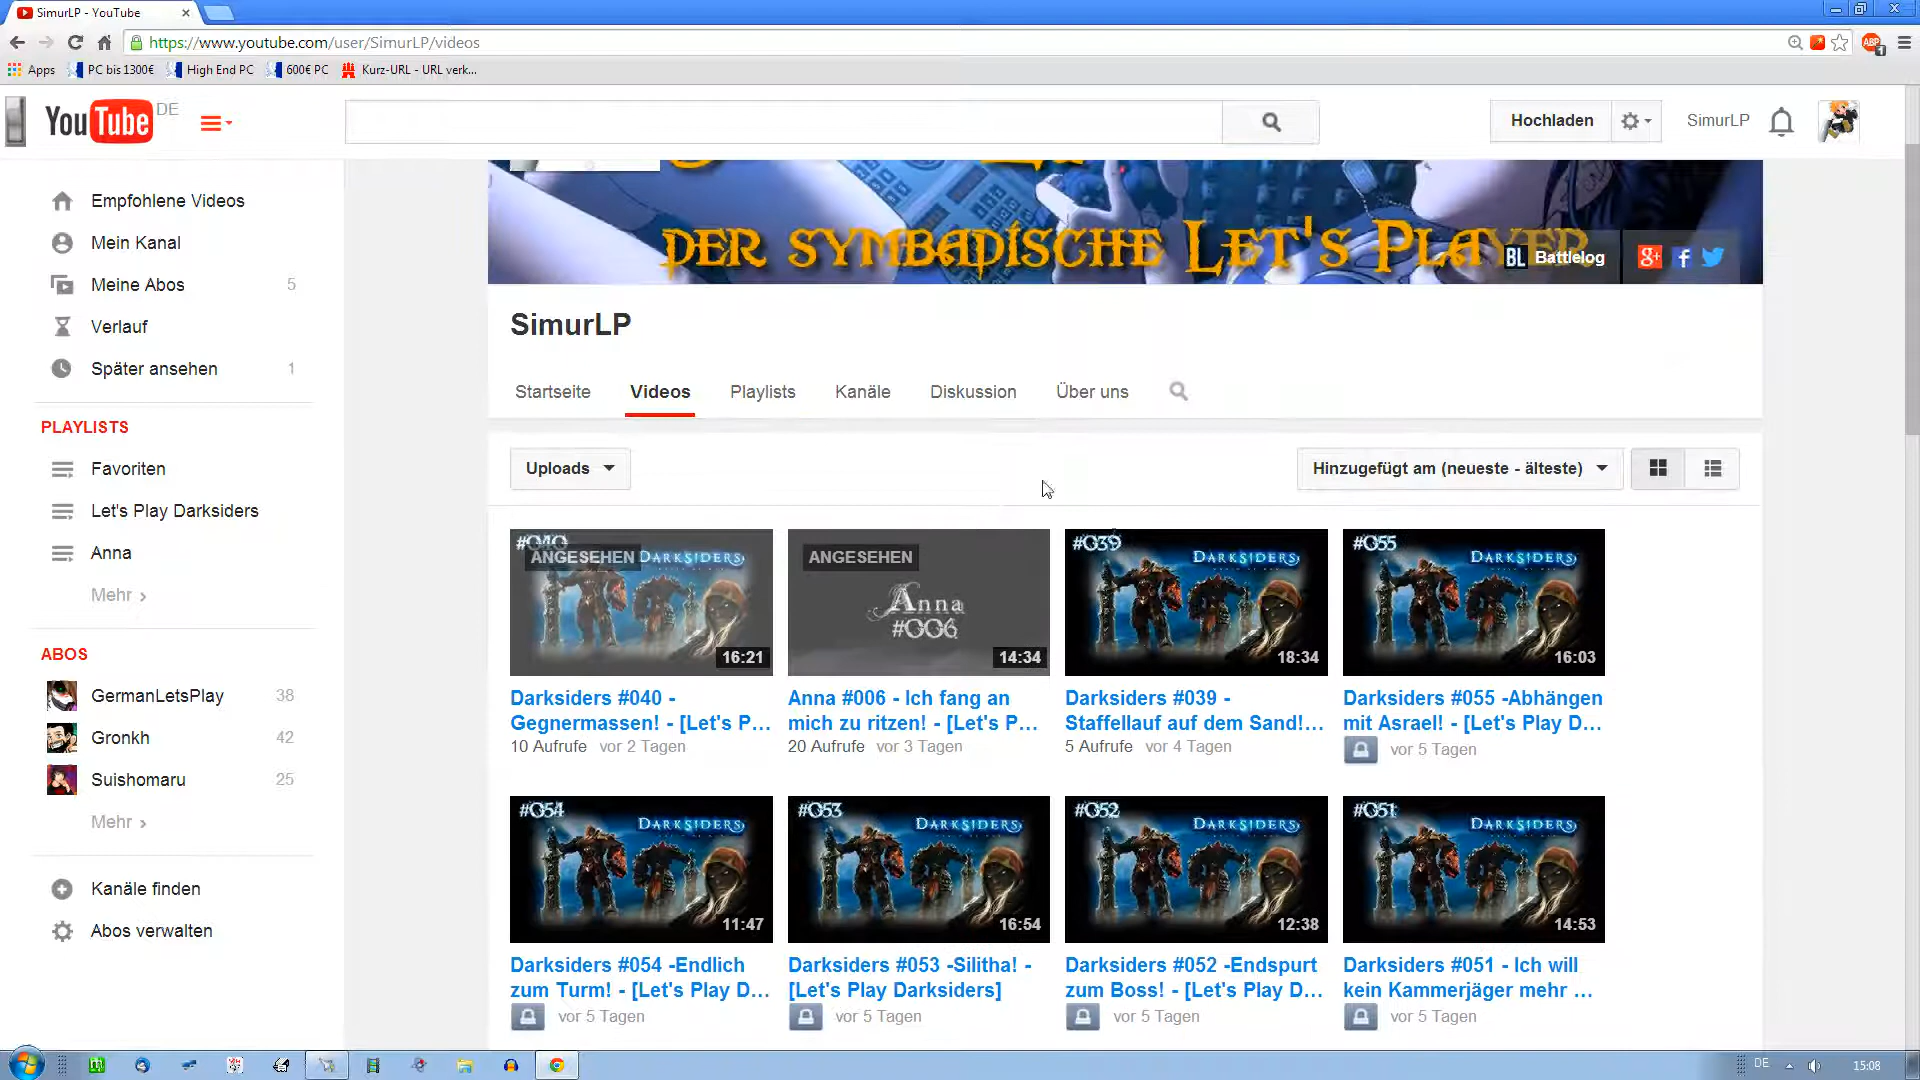 SimurLP - YouTube
https://www.youtube.com/user/SimurLP/videos
ABP
1
Apps
PC bis 1300€
High End PC
600€ PC
Kurz-URL - URL verk...
YouTube DE
Hochladen
SimurLP
der symbadische Let's Player
BL Battlelog
g+
f
Empfohlene Videos
Mein Kanal
Meine Abos 5
Verlauf
Später ansehen 1
PLAYLISTS
Favoriten
Let's Play Darksiders
Anna
Mehr ›
ABOS
GermanLetsPlay 38
Gronkh 42
Suishomaru 25
Mehr ›
Kanäle finden
Abos verwalten
SimurLP
Startseite
Videos
Playlists
Kanäle
Diskussion
Über uns
Uploads
Hinzugefügt am (neueste - älteste)
#040
ANGESEHEN
DARKSIDERS
16:21
Darksiders #040 -
Gegnermassen! - [Let's P...
10 Aufrufe vor 2 Tagen
ANGESEHEN
Anna
#006
14:34
Anna #006 - Ich fang an
mich zu ritzen! - [Let's P...
20 Aufrufe vor 3 Tagen
#039
DARKSIDERS
18:34
Darksiders #039 -
Staffellauf auf dem Sand!...
5 Aufrufe vor 4 Tagen
#055
DARKSIDERS
16:03
Darksiders #055 -Abhängen
mit Asrael! - [Let's Play D...
vor 5 Tagen
#054
DARKSIDERS
11:47
Darksiders #054 -Endlich
zum Turm! - [Let's Play D...
vor 5 Tagen
#053
DARKSIDERS
16:54
Darksiders #053 -Silitha! -
[Let's Play Darksiders]
vor 5 Tagen
#052
DARKSIDERS
12:38
Darksiders #052 -Endspurt
zum Boss! - [Let's Play D...
vor 5 Tagen
#051
DARKSIDERS
14:53
Darksiders #051 - Ich will
kein Kammerjäger mehr ...
vor 5 Tagen
DE
15:08